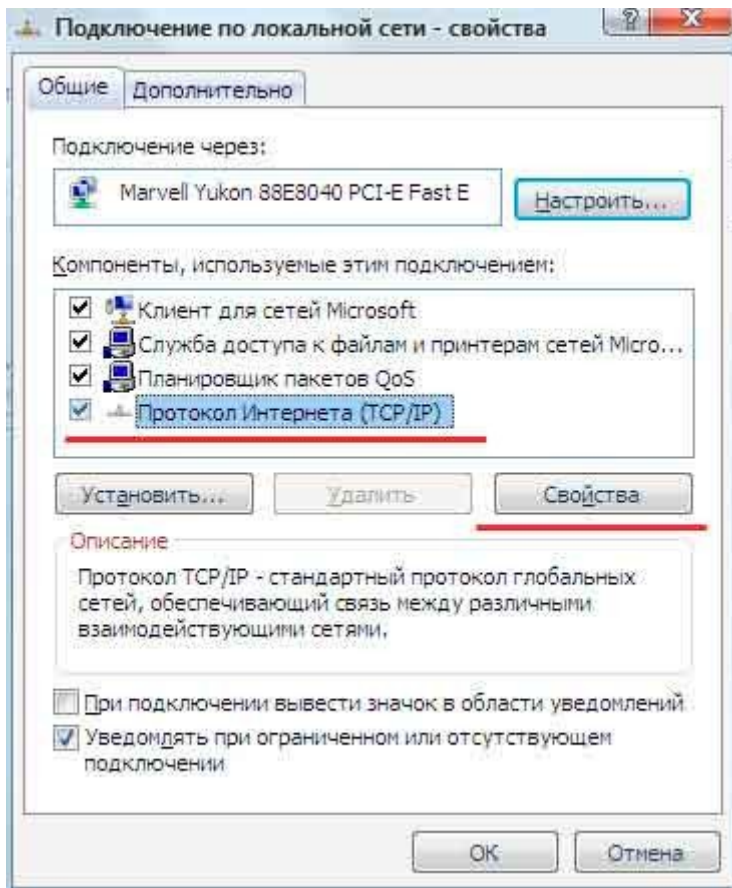 Подключение по локальной сети - свойства
Общие
Дополнительно
Подключение через:
Marvell Yukon 88E8040 PCI-E Fast E
Настроить...
Компоненты, используемые этим подключением:
Клиент для сетей Microsoft
Служба доступа к файлам и принтерам сетей Micro...
Планировщик пакетов QoS
Протокол Интернета (TCP/IP)
Установить...
Удалить
Свойства
Описание
Протокол TCP/IP - стандартный протокол глобальных
сетей, обеспечивающий связь между различными
взаимодействующими сетями.
При подключении вывести значок в области уведомлений
Уведомлять при ограниченном или отсутствующем
подключении
OK
Отмена